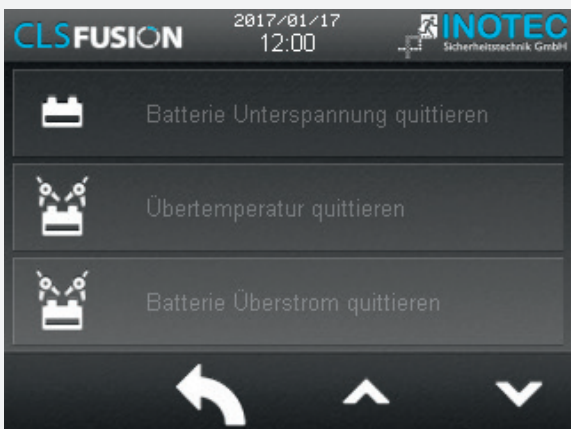 CLSFUSION
2017/01/17
12:00
INOTEC
Sicherheitstechnik GmbH
Batterie Unterspannung quittieren
Übertemperatur quittieren
Batterie Überstrom quittieren